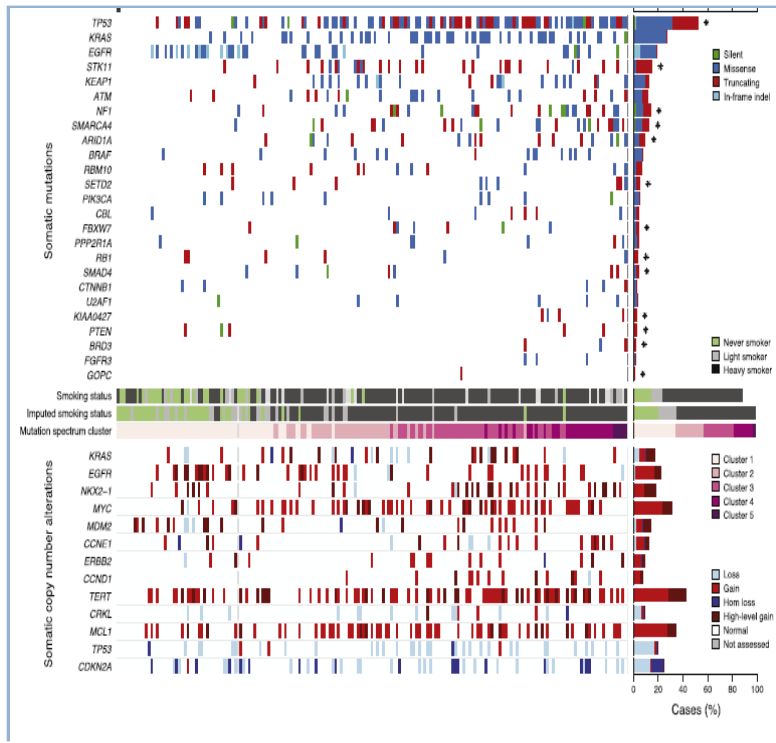 Somatic mutations
TP53
KRAS
EGFR
STK11
KEAP1
ATM
NF1
SMARCA4
ARID1A
BRAF
RBM10
SETD2
PIK3CA
CBL
FBXW7
PPP2R1A
RB1
SMAD4
CTNNB1
U2AF1
KIAA0427
PTEN
BRD3
FGFR3
GOPC
Silent
Missense
Truncating
In-frame indel
Never smoker
Light smoker
Heavy smoker
Smoking status
Imputed smoking status
Mutation spectrum cluster
Cluster 1
Cluster 2
Cluster 3
Cluster 4
Cluster 5
Somatic copy number alterations
KRAS
EGFR
NKX2-1
MYC
MDM2
CCNE1
ERBB2
CCND1
TERT
CRKL
MCL1
TP53
CDKN2A
Loss
Gain
Hom loss
High-level gain
Normal
Not assessed
0 20 40 60 80 100
Cases (%)